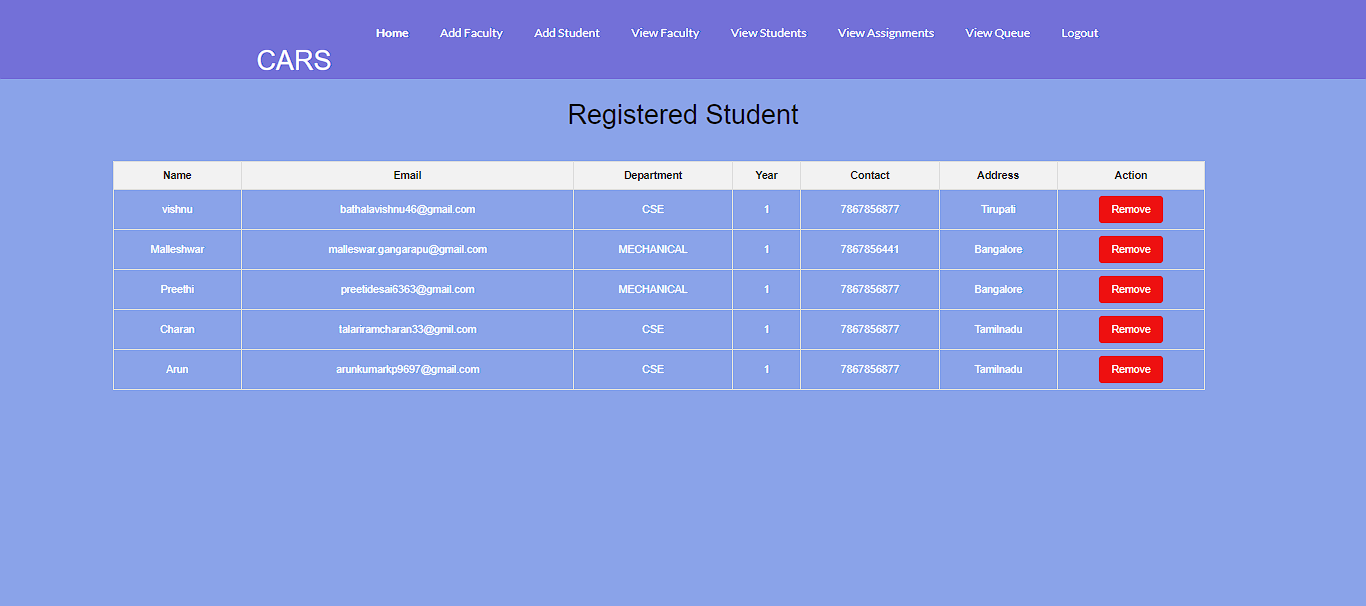 Home Add Faculty Add Student View Faculty View Students View Assignments View Queue Logout
CARS
Registered Student
Name Email Department Year Contact Address Action
vishnu bathalavishnu46@gmail.com CSE 1 7867856877 Tirupati Remove
Malleshwar malleswar.gangarapu@gmail.com MECHANICAL 1 7867856441 Bangalore Remove
Preethi preetidesai6363@gmail.com MECHANICAL 1 7867856877 Bangalore Remove
Charan talariramcharan33@gmil.com CSE 1 7867856877 Tamilnadu Remove
Arun arunkumarkp9697@gmail.com CSE 1 7867856877 Tamilnadu Remove